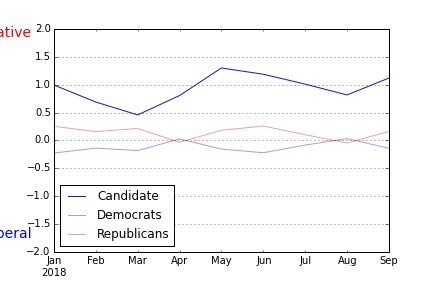 ative
2.0
1.5
1.0
0.5
0.0
−0.5
−1.0
−1.5
−2.0
beral
Candidate
Democrats
Republicans
Jan Feb Mar Apr May Jun Jul Aug Sep
2018